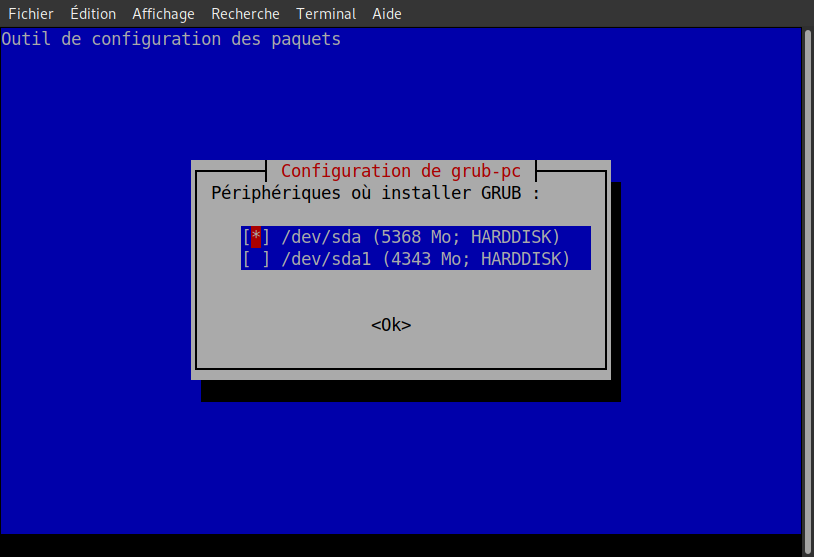 Fichier Édition Affichage Recherche Terminal Aide
Outil de configuration des paquets
Configuration de grub-pc
Périphériques où installer GRUB :
[*] /dev/sda (5368 Mo; HARDDISK)
[ ] /dev/sda1 (4343 Mo; HARDDISK)
<Ok>